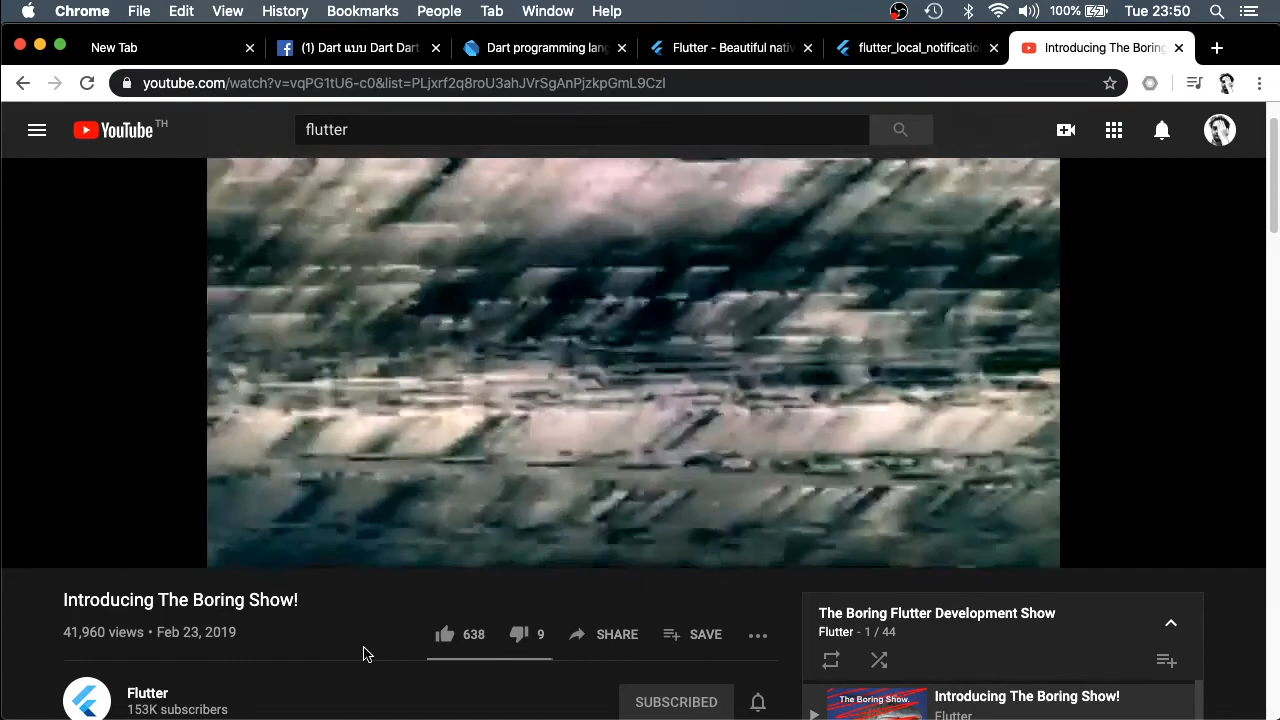 Chrome File Edit View History Bookmarks People Tab Window Help 100% Tue 23:50
New Tab
(1) Dart แบบ Dart Dart
Dart programming lang
Flutter - Beautiful nativ
flutter_local_notificatio
Introducing The Boring
youtube.com/watch?v=vqPG1tU6-c0&list=PLjxrf2q8roU3ahJVrSgAnPjzkpGmL9Czl
YouTube TH
flutter
Introducing The Boring Show!
41,960 views • Feb 23, 2019
638
9
SHARE
SAVE
Flutter
153K subscribers
SUBSCRIBED
The Boring Flutter Development Show
Flutter - 1 / 44
The Boring Show!
Introducing The Boring Show!
Flutter